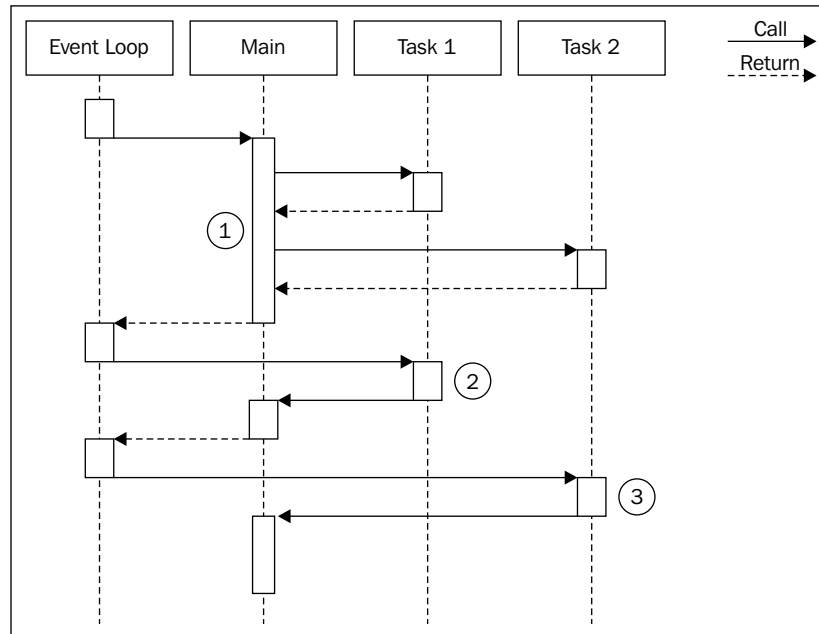 Event Loop
Main
Task 1
Task 2
Call
Return
1
2
3